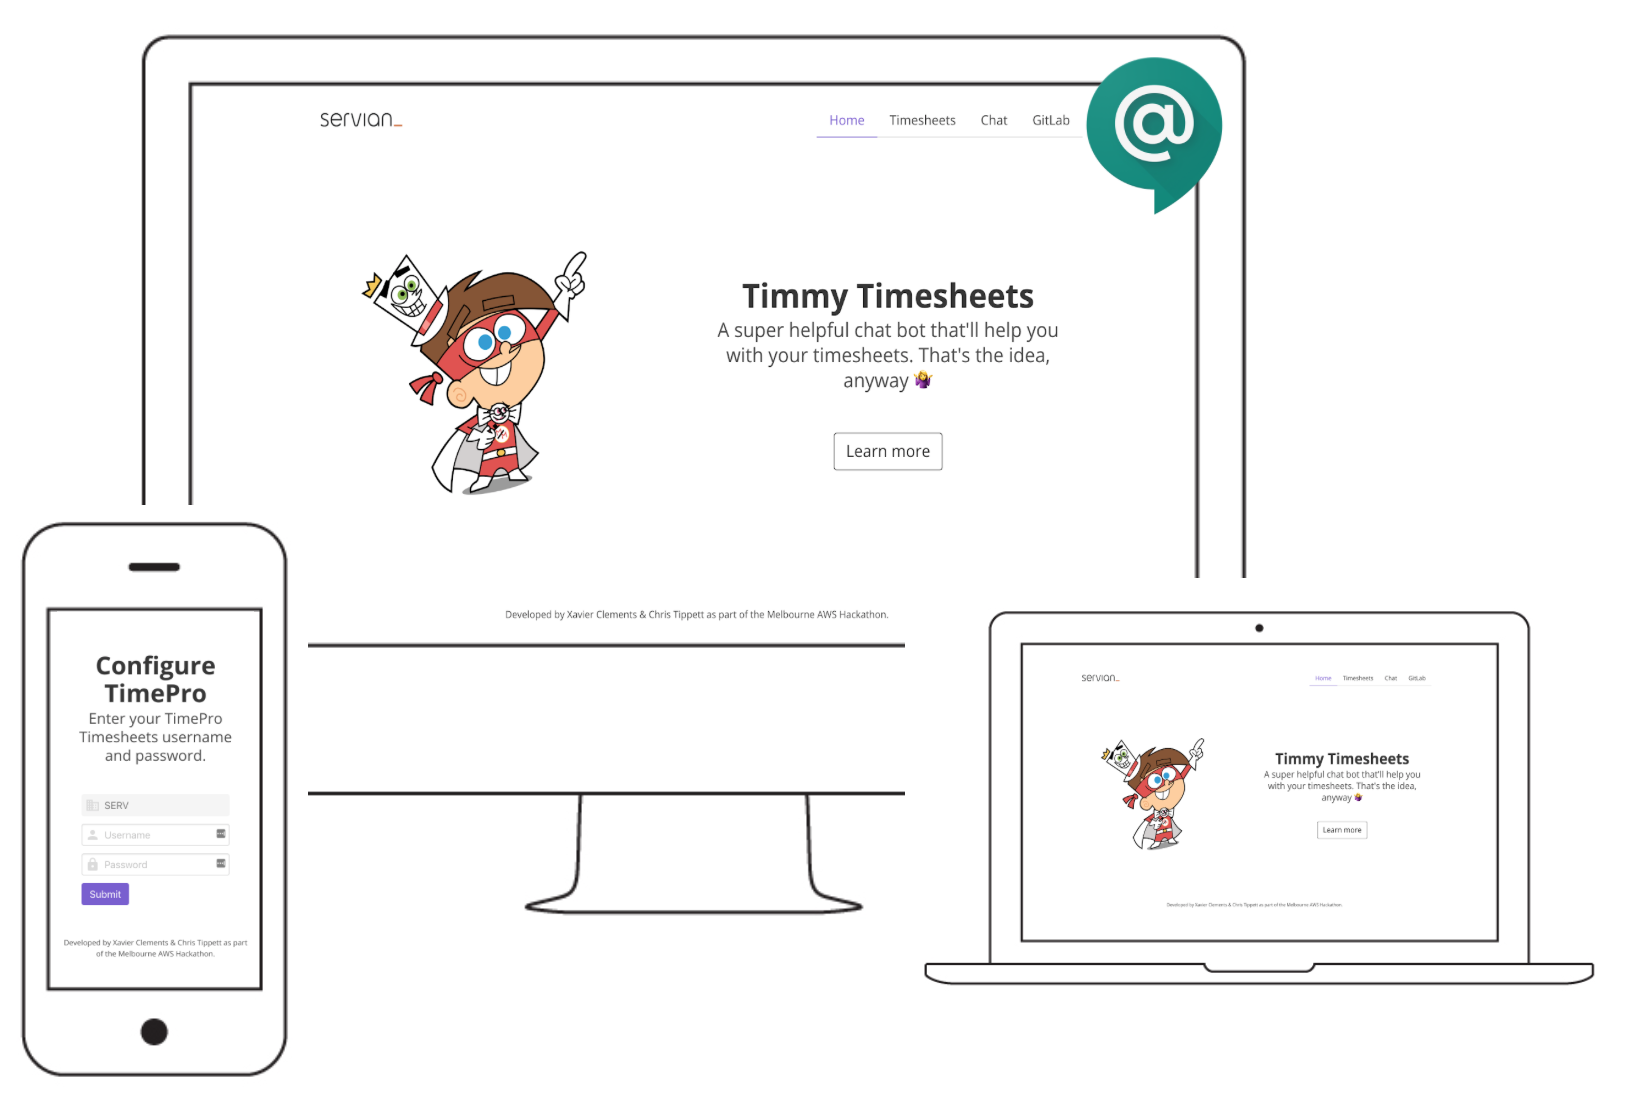 servian_
Home Timesheets Chat GitLab
@
Timmy Timesheets
A super helpful chat bot that'll help you
with your timesheets. That's the idea,
anyway 🤷‍♀️
Learn more
Developed by Xavier Clements & Chris Tippett as part of the Melbourne AWS Hackathon.
Configure
TimePro
Enter your TimePro
Timesheets username
and password.
SERV
Username
Password
Submit
Developed by Xavier Clements & Chris Tippett as part
of the Melbourne AWS Hackathon.
servian_
Home Timesheets Chat GitLab
Timmy Timesheets
A super helpful chat bot that'll help you
with your timesheets. That's the idea,
anyway 🤷‍♀️
Learn more
Developed by Xavier Clements & Chris Tippett as part of the Melbourne AWS Hackathon.